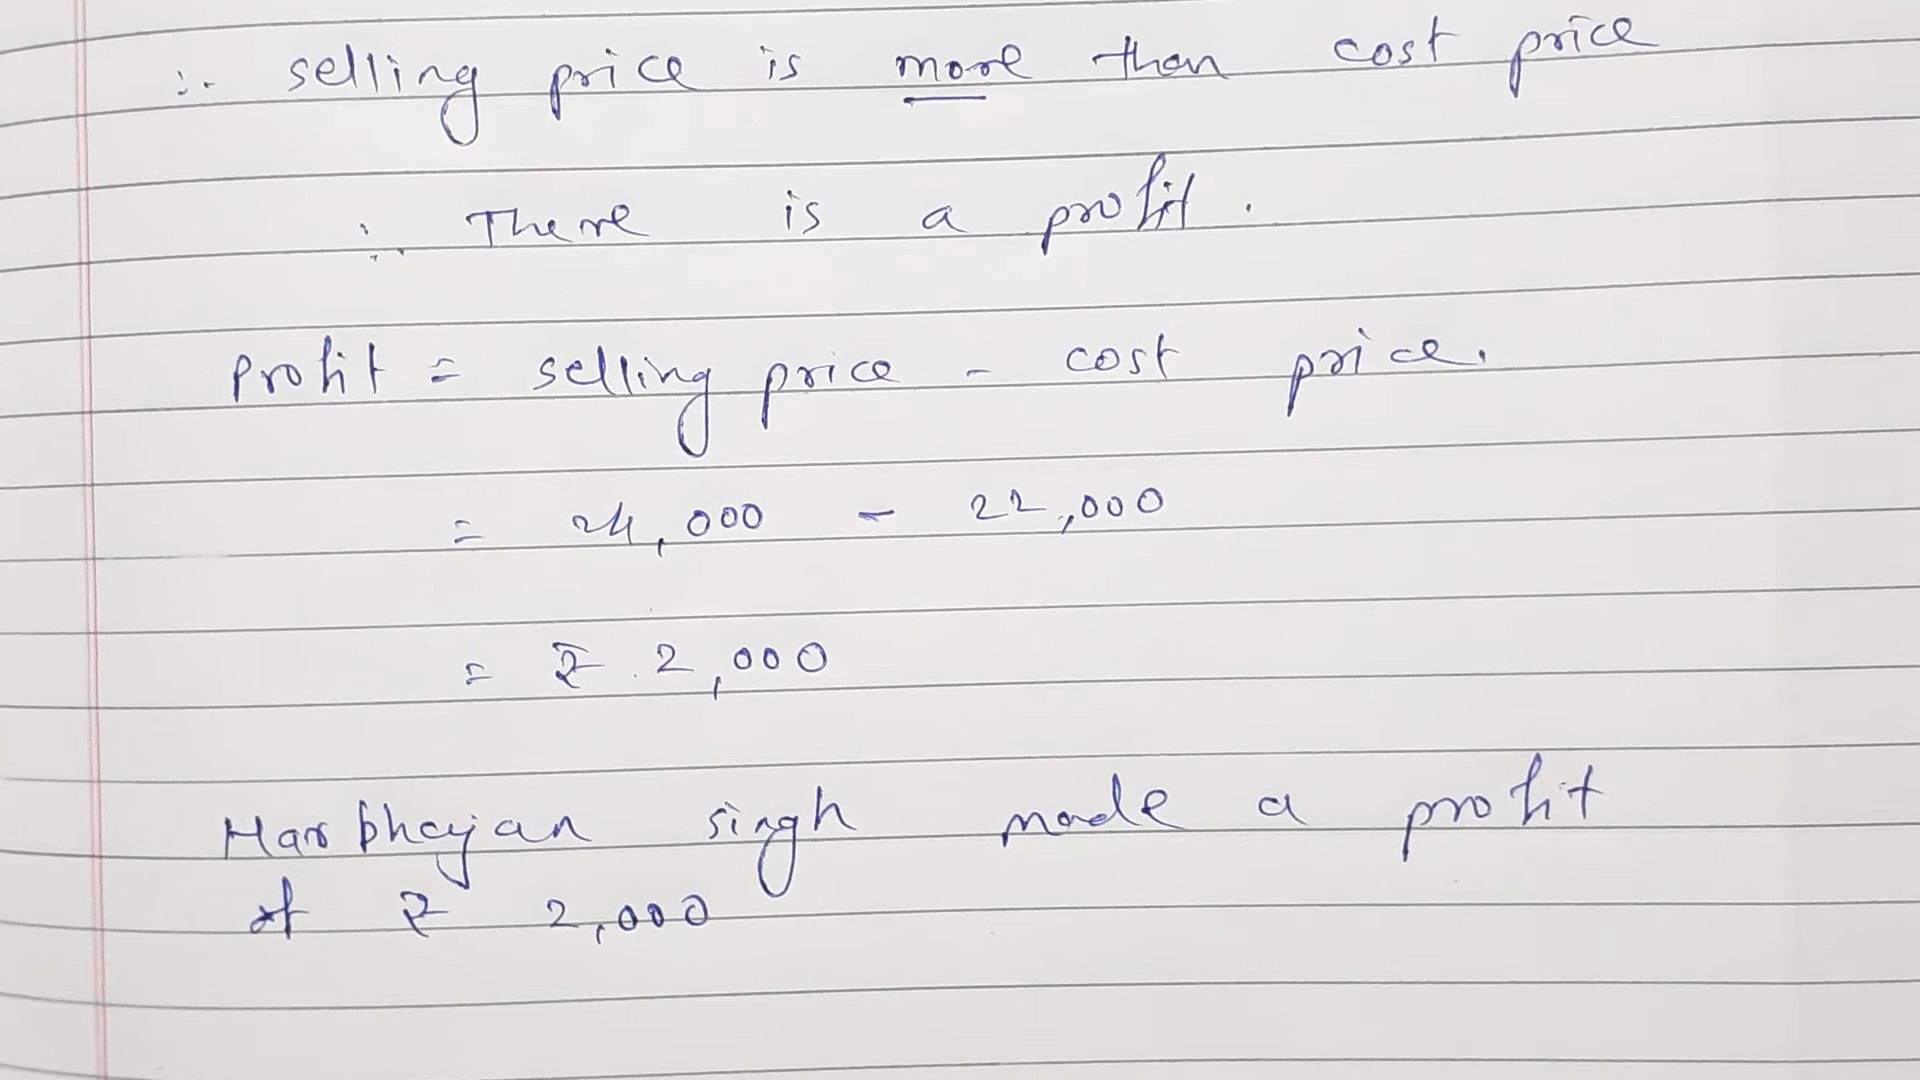 ∴ selling price is more than cost price
∴ There is a profit.
Profit = selling price - cost price.
= 24,000 - 22,000
= ₹ 2,000
Harbhajan singh made a profit
of ₹ 2,000